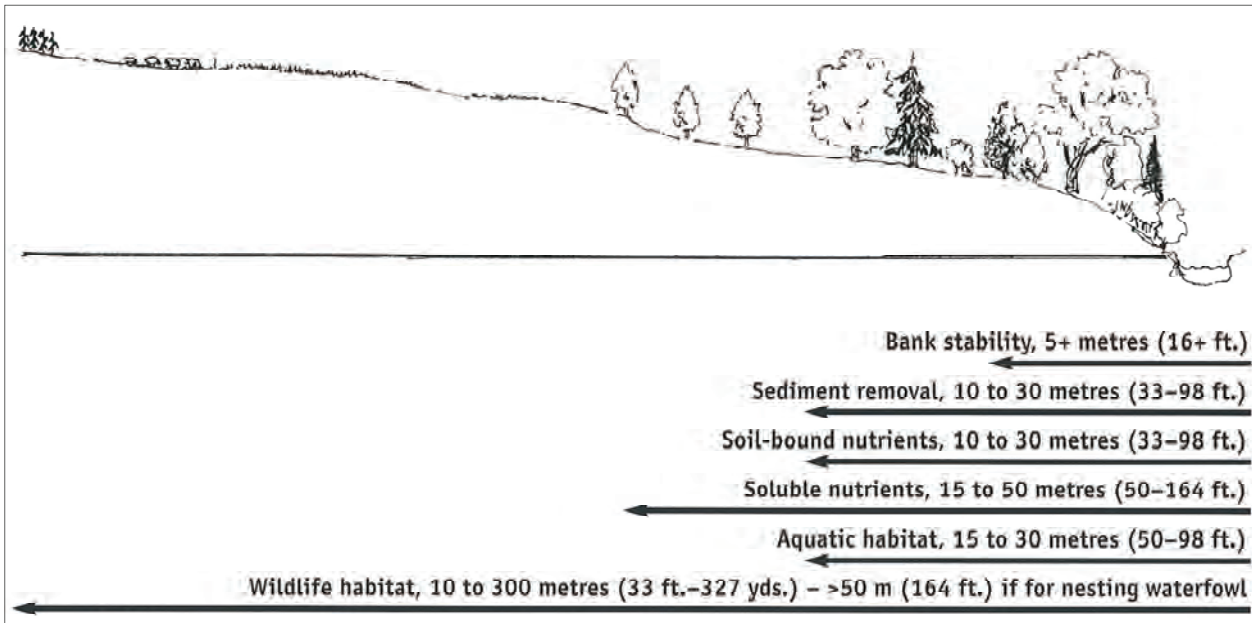 Bank stability, 5+ metres (16+ ft.)
Sediment removal, 10 to 30 metres (33–98 ft.)
Soil-bound nutrients, 10 to 30 metres (33–98 ft.)
Soluble nutrients, 15 to 50 metres (50–164 ft.)
Aquatic habitat, 15 to 30 metres (50–98 ft.)
Wildlife habitat, 10 to 300 metres (33 ft.–327 yds.) – >50 m (164 ft.) if for nesting waterfowl